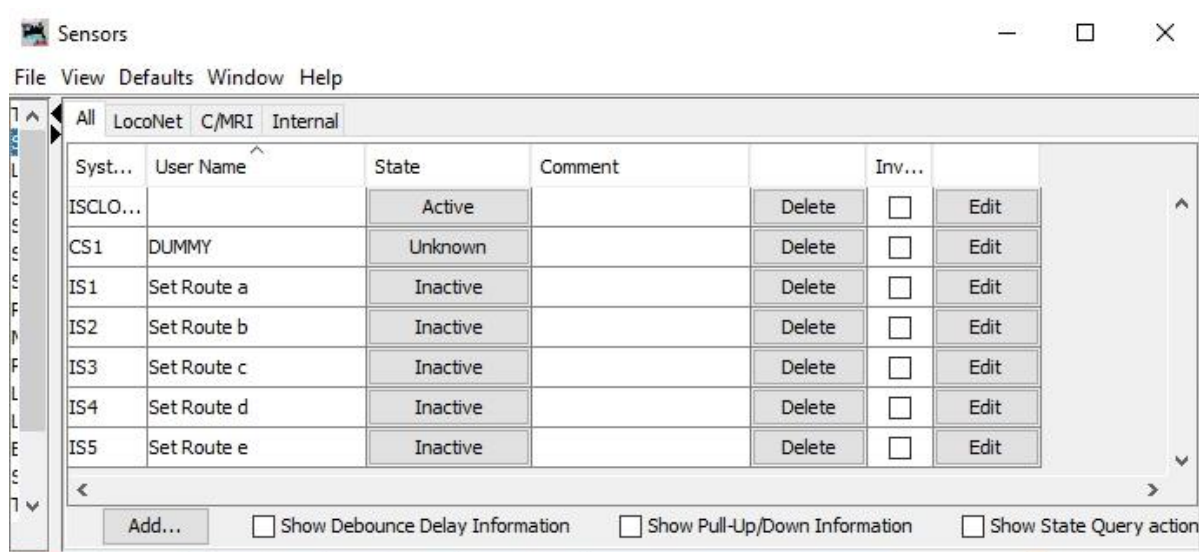 Sensors
File View Defaults Window Help
All LocoNet C/MRI Internal
Syst... User Name State Comment Inv...
ISCLO... Active Delete Edit
CS1 DUMMY Unknown Delete Edit
IS1 Set Route a Inactive Delete Edit
IS2 Set Route b Inactive Delete Edit
IS3 Set Route c Inactive Delete Edit
IS4 Set Route d Inactive Delete Edit
IS5 Set Route e Inactive Delete Edit
Add... Show Debounce Delay Information Show Pull-Up/Down Information Show State Query action